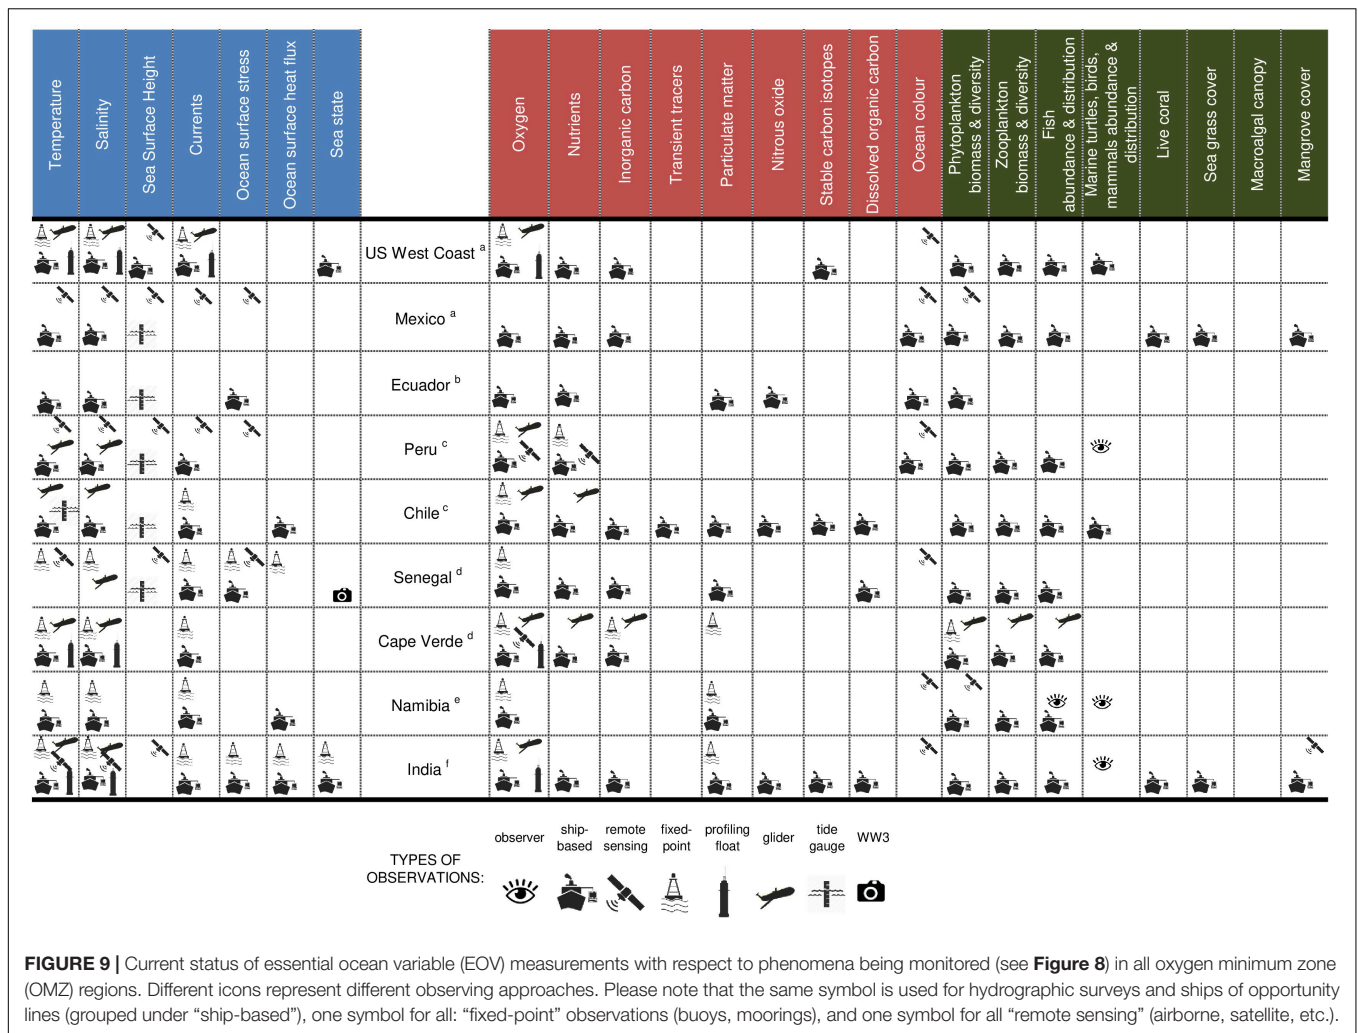 Temperature
Salinity
Sea Surface Height
Currents
Ocean surface stress
Ocean surface heat flux
Sea state
Oxygen
Nutrients
Inorganic carbon
Transient tracers
Particulate matter
Nitrous oxide
Stable carbon isotopes
Dissolved organic carbon
Ocean colour
Phytoplankton
biomass & diversity
Zooplankton
biomass & diversity
Fish
abundance & distribution
Marine turtles, birds,
mammals abundance &
distribution
Live coral
Sea grass cover
Macroalgal canopy
Mangrove cover
US West Coast a
Mexico a
Ecuador b
Peru c
Chile c
Senegal d
Cape Verde d
Namibia e
India f
TYPES OF
OBSERVATIONS:
observer
ship-
based
remote
sensing
fixed-
point
profiling
float
glider
tide
gauge
WW3
FIGURE 9 | Current status of essential ocean variable (EOV) measurements with respect to phenomena being monitored (see Figure 8) in all oxygen minimum zone
(OMZ) regions. Different icons represent different observing approaches. Please note that the same symbol is used for hydrographic surveys and ships of opportunity
lines (grouped under “ship-based”), one symbol for all: “fixed-point” observations (buoys, moorings), and one symbol for all “remote sensing” (airborne, satellite, etc.).